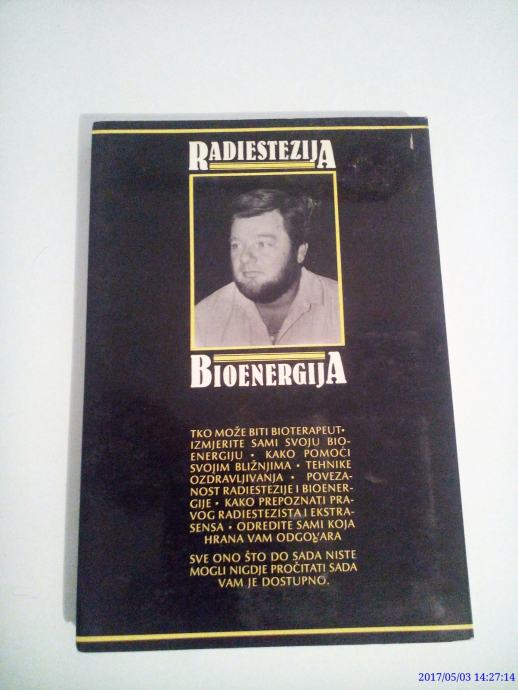 RADIESTEZIJA
BIOENERGIJA
TKO MOŽE BITI BIOTERAPEUT•
IZMJERITE SAMI SVOJU BIO-
ENERGIJU • KAKO POMOĆI
SVOJIM BLIŽNJIMA • TEHNIKE
OZDRAVLJIVANJA • POVEZA-
NOST RADIESTEZIJE I BIOENER-
GIJE • KAKO PREPOZNATI PRA-
VOG RADIESTEZISTA I EKSTRA-
SENSA • ODREDITE SAMI KOJA
HRANA VAM ODGOVARA
SVE ONO ŠTO DO SADA NISTE
MOGLI NIGDJE PROČITATI SADA
VAM JE DOSTUPNO.
2017/05/03 14:27:14